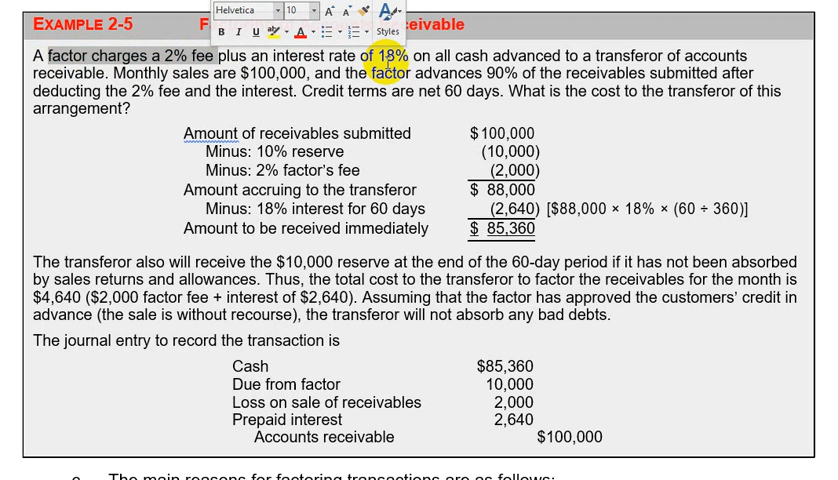 Helvetica 10 A A A
B I U aby A Styles
EXAMPLE 2-5 F eivable
A factor charges a 2% fee plus an interest rate of 18% on all cash advanced to a transferor of accounts
receivable. Monthly sales are $100,000, and the factor advances 90% of the receivables submitted after
deducting the 2% fee and the interest. Credit terms are net 60 days. What is the cost to the transferor of this
arrangement?
Amount of receivables submitted $100,000
Minus: 10% reserve (10,000)
Minus: 2% factor's fee (2,000)
Amount accruing to the transferor $ 88,000
Minus: 18% interest for 60 days (2,640) [$88,000 × 18% × (60 ÷ 360)]
Amount to be received immediately $ 85,360
The transferor also will receive the $10,000 reserve at the end of the 60-day period if it has not been absorbed
by sales returns and allowances. Thus, the total cost to the transferor to factor the receivables for the month is
$4,640 ($2,000 factor fee + interest of $2,640). Assuming that the factor has approved the customers' credit in
advance (the sale is without recourse), the transferor will not absorb any bad debts.
The journal entry to record the transaction is
Cash $85,360
Due from factor 10,000
Loss on sale of receivables 2,000
Prepaid interest 2,640
Accounts receivable $100,000
c. The main reasons for factoring transactions are as follows: